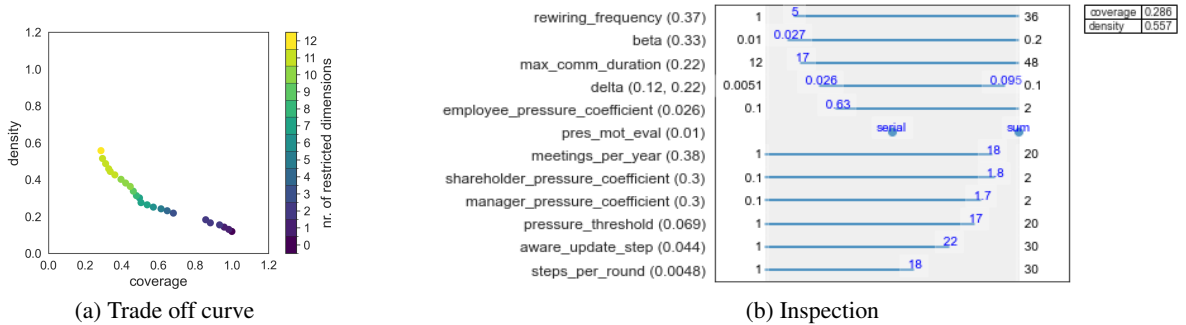 1.2
1.0
0.8
0.6
0.4
0.2
0.0
density
0.0 0.2 0.4 0.6 0.8 1.0 1.2
coverage
12
11
10
9
8
7
6
5
4
3
2
1
0
nr. of restricted dimensions
(a) Trade off curve
rewiring_frequency (0.37) 1 5 36
beta (0.33) 0.01 0.027 0.2
max_comm_duration (0.22) 12 17 48
delta (0.12, 0.22) 0.0051 0.026 0.095 0.1
employee_pressure_coefficient (0.026) 0.1 0.63 2
pres_mot_eval (0.01) serial sum
meetings_per_year (0.38) 1 18 20
shareholder_pressure_coefficient (0.3) 0.1 1.8 2
manager_pressure_coefficient (0.3) 0.1 1.7 2
pressure_threshold (0.069) 1 17 20
aware_update_step (0.044) 1 22 30
steps_per_round (0.0048) 1 18 30
coverage 0.286
density 0.557
(b) Inspection